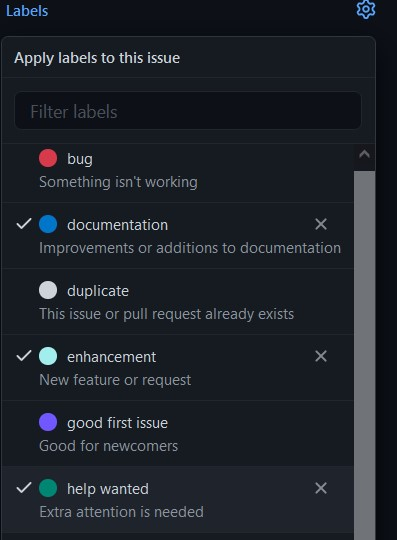 Labels
Apply labels to this issue
Filter labels
bug
Something isn't working
documentation
Improvements or additions to documentation
duplicate
This issue or pull request already exists
enhancement
New feature or request
good first issue
Good for newcomers
help wanted
Extra attention is needed